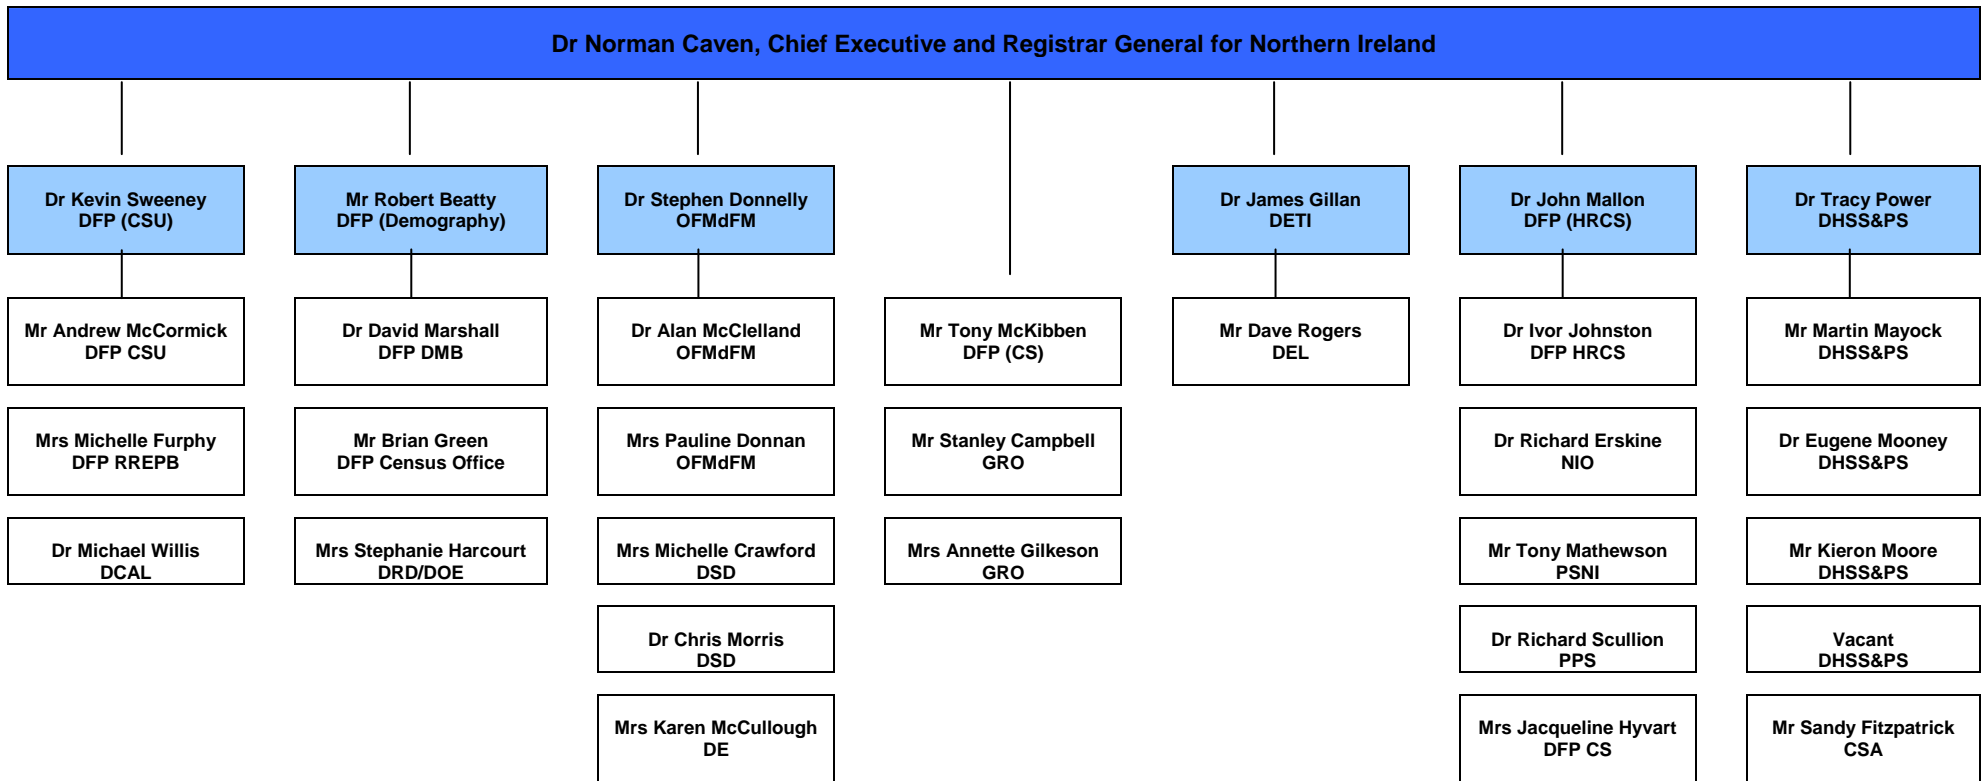 Dr Norman Caven, Chief Executive and Registrar General for Northern Ireland
Dr Kevin Sweeney
DFP (CSU)
Mr Robert Beatty
DFP (Demography)
Dr Stephen Donnelly
OFMdFM
Dr James Gillan
DETI
Dr John Mallon
DFP (HRCS)
Dr Tracy Power
DHSS&PS
Mr Andrew McCormick
DFP CSU
Dr David Marshall
DFP DMB
Dr Alan McClelland
OFMdFM
Mr Tony McKibben
DFP (CS)
Mr Dave Rogers
DEL
Dr Ivor Johnston
DFP HRCS
Mr Martin Mayock
DHSS&PS
Mrs Michelle Furphy
DFP RREPB
Mr Brian Green
DFP Census Office
Mrs Pauline Donnan
OFMdFM
Mr Stanley Campbell
GRO
Dr Richard Erskine
NIO
Dr Eugene Mooney
DHSS&PS
Dr Michael Willis
DCAL
Mrs Stephanie Harcourt
DRD/DOE
Mrs Michelle Crawford
DSD
Mrs Annette Gilkeson
GRO
Mr Tony Mathewson
PSNI
Mr Kieron Moore
DHSS&PS
Dr Chris Morris
DSD
Dr Richard Scullion
PPS
Vacant
DHSS&PS
Mrs Karen McCullough
DE
Mrs Jacqueline Hyvart
DFP CS
Mr Sandy Fitzpatrick
CSA